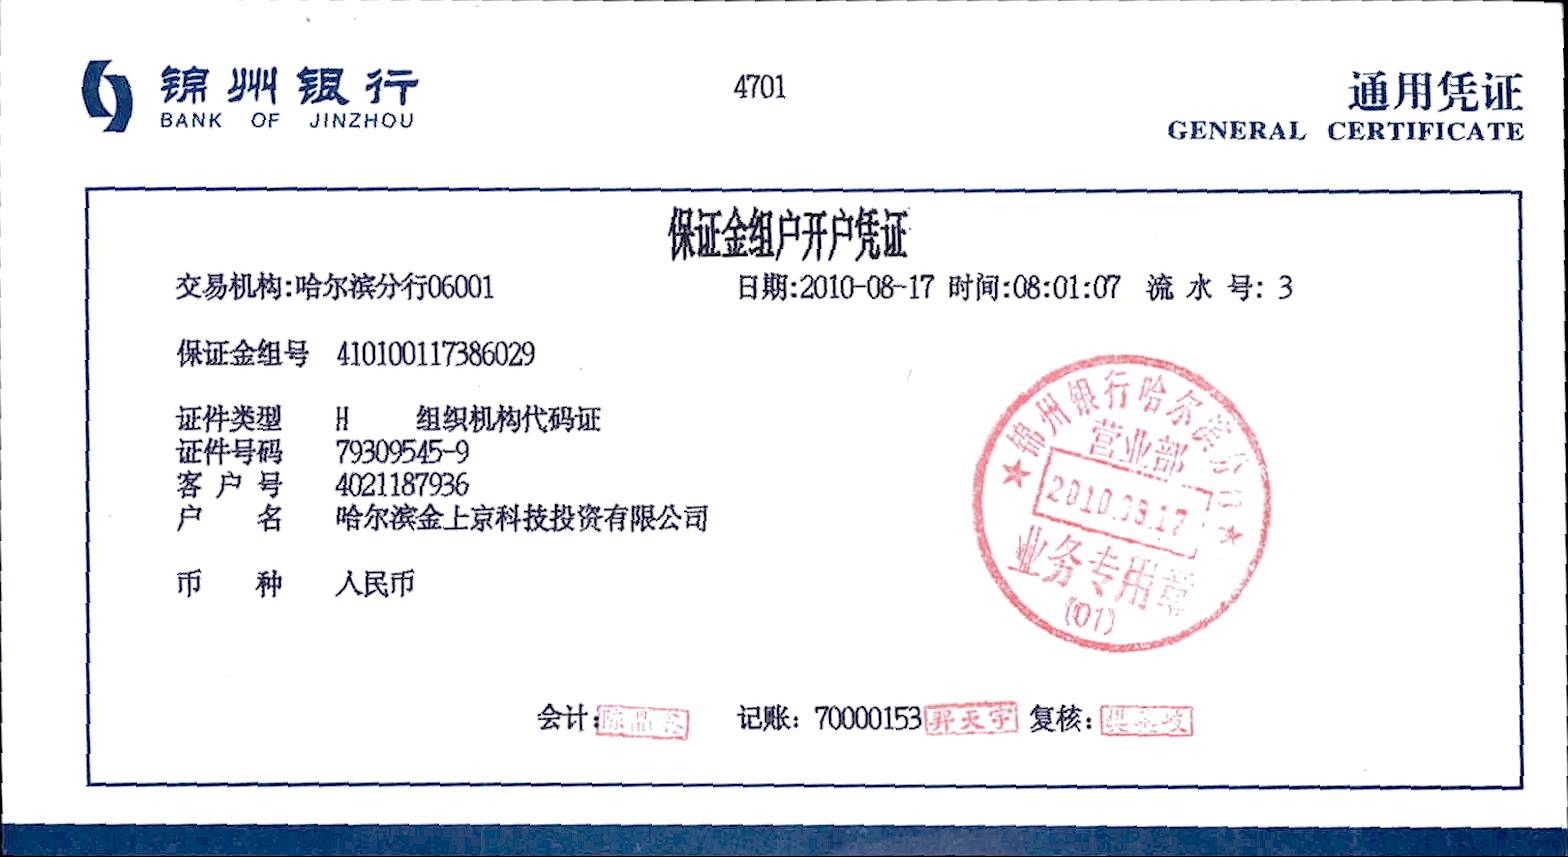 锦州银行
BANK OF JINZHOU
4701
通用凭证
GENERAL CERTIFICATE
保证金组户开户凭证
交易机构:哈尔滨分行06001 日期:2010-08-17 时间:08:01:07 流 水 号: 3
保证金组号 410100117386029
证件类型 H 组织机构代码证
证件号码 79309545-9
客 户 号 4021187936
户 名 哈尔滨金上京科技投资有限公司
币 种 人民币
锦州银行哈尔滨分行
营业部
2010.08.17
业务专用章
(01)
会计: 记账: 70000153 羿天宇 复核: